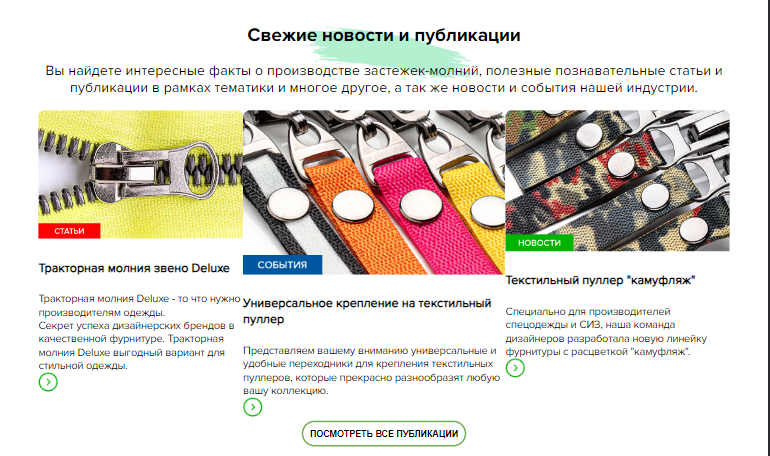 Свежие новости и публикации
Вы найдете интересные факты о производстве застежек-молний, полезные познавательные статьи и
публикации в рамках тематики и многое другое, а так же новости и события нашей индустрии.
СТАТЬИ
Тракторная молния звено Deluxe
Тракторная молния Deluxe - то что нужно
производителям одежды.
Секрет успеха дизайнерских брендов в
качественной фурнитуре. Тракторная
молния Deluxe выгодный вариант для
стильной одежды.
СОБЫТИЯ
Универсальное крепление на текстильный
пуллер
Представляем вашему вниманию универсальные и
удобные переходники для крепления текстильных
пуллеров, которые прекрасно разнообразят любую
вашу коллекцию.
НОВОСТИ
Текстильный пуллер "камуфляж"
Специально для производителей
спецодежды и СИЗ, наша команда
дизайнеров разработала новую линейку
фурнитуры с расцветкой "камуфляж".
ПОСМОТРЕТЬ ВСЕ ПУБЛИКАЦИИ